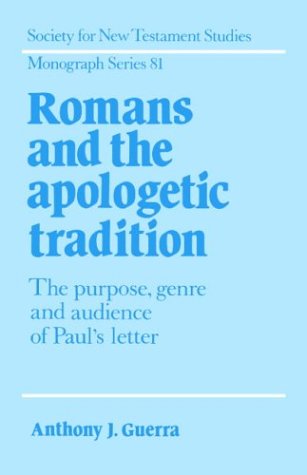 Society for New Testament Studies
Monograph Series 81
Romans
and the
apologetic
tradition
The purpose, genre
and audience
of Paul's letter
Anthony J. Guerra